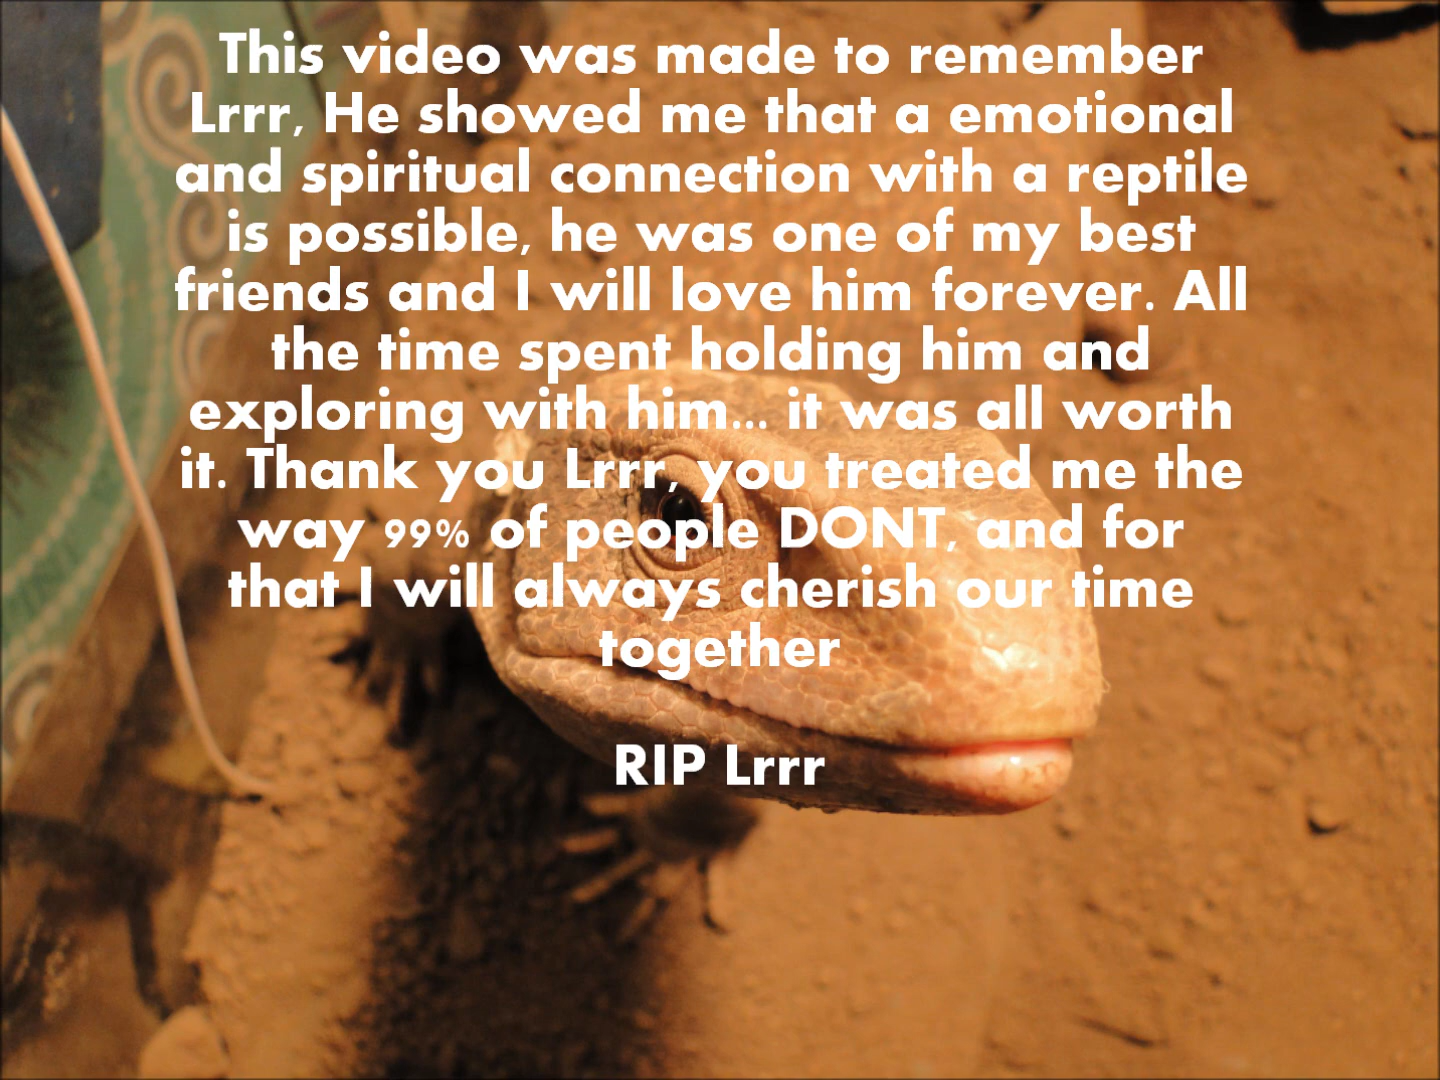 This video was made to remember
Lrrr, He showed me that a emotional
and spiritual connection with a reptile
is possible, he was one of my best
friends and I will love him forever. All
the time spent holding him and
exploring with him... it was all worth
it. Thank you Lrrr, you treated me the
way 99% of people DONT, and for
that I will always cherish our time
together
RIP Lrrr